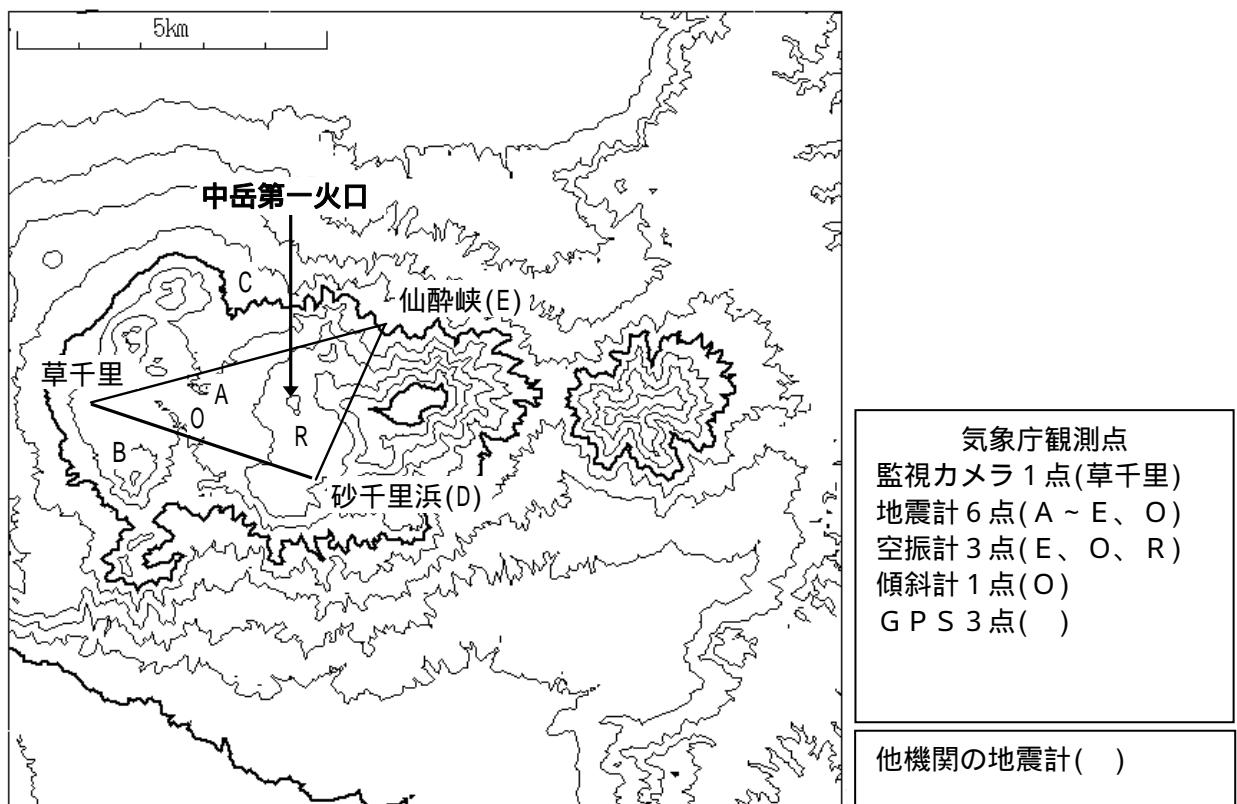 5km
中岳第一火口
C
仙酔峡(E)
草千里
A
O
R
B
砂千里浜(D)
気象庁観測点
監視カメラ1点(草千里)
地震計6点(A~E、O)
空振計3点(E、O、R)
傾斜計1点(O)
GPS3点( )
他機関の地震計( )